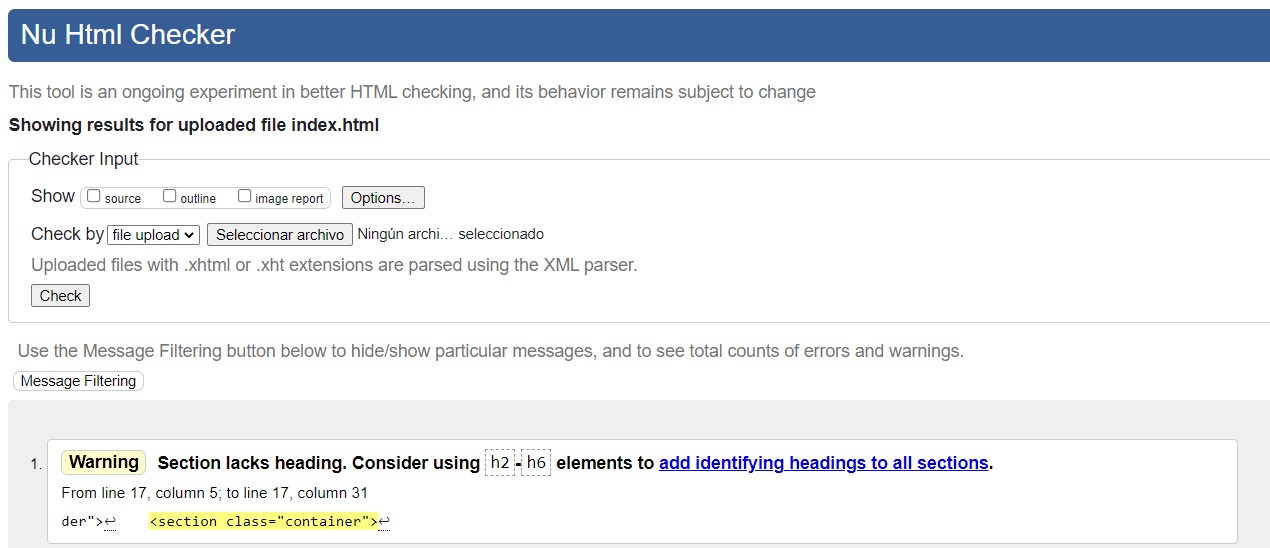 Nu Html Checker
This tool is an ongoing experiment in better HTML checking, and its behavior remains subject to change
Showing results for uploaded file index.html
Checker Input
Show source outline image report Options...
Check by file upload Seleccionar archivo Ningún archi... seleccionado
Uploaded files with .xhtml or .xht extensions are parsed using the XML parser.
Check
Use the Message Filtering button below to hide/show particular messages, and to see total counts of errors and warnings.
Message Filtering
1. Warning Section lacks heading. Consider using h2-h6 elements to add identifying headings to all sections.
From line 17, column 5; to line 17, column 31
der">↩ <section class="container">↩